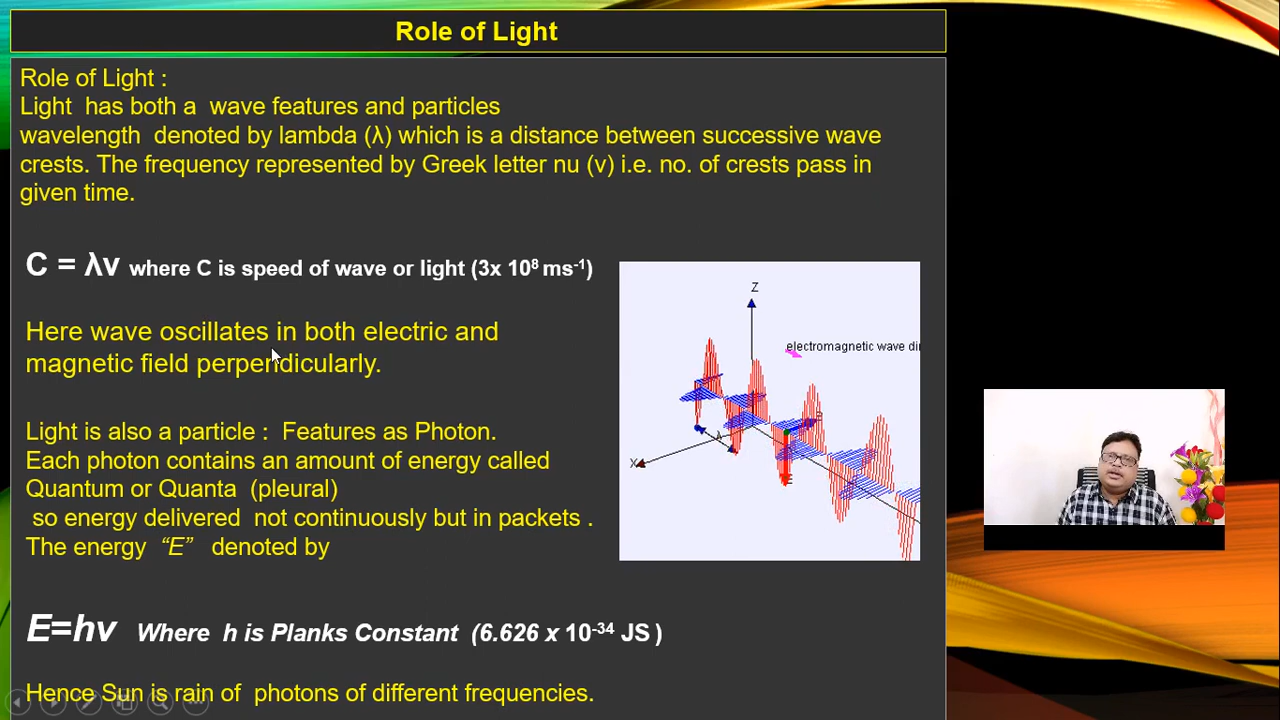 Role of Light
Role of Light :
Light has both a wave features and particles
wavelength denoted by lambda (λ) which is a distance between successive wave
crests. The frequency represented by Greek letter nu (v) i.e. no. of crests pass in
given time.
C = λv where C is speed of wave or light (3x 10⁸ ms⁻¹)
Here wave oscillates in both electric and
magnetic field perpendicularly.
Z
electromagnetic wave dir
B
λ
X
E
Light is also a particle : Features as Photon.
Each photon contains an amount of energy called
Quantum or Quanta (pleural)
so energy delivered not continuously but in packets .
The energy “E” denoted by
E=hv Where h is Planks Constant (6.626 x 10⁻³⁴ JS )
Hence Sun is rain of photons of different frequencies.